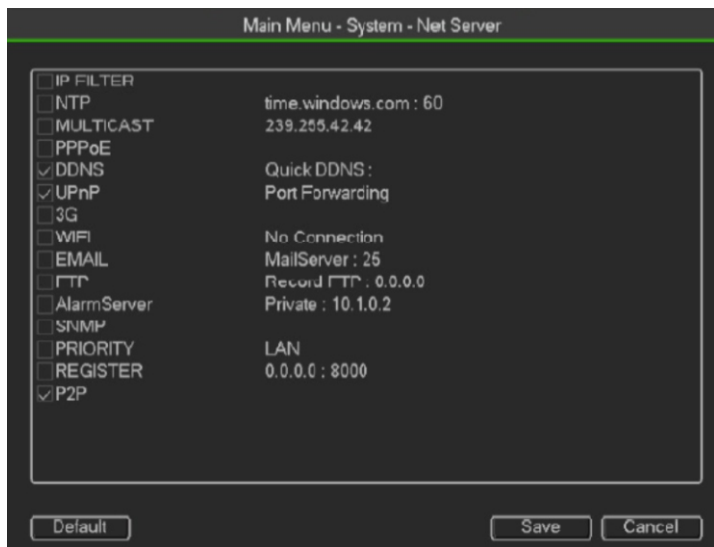 Main Menu - System - Net Server
IP FILTER
NTP time.windows.com : 60
MULTICAST 239.255.42.42
PPPoE
DDNS Quick DDNS :
UPnP Port Forwarding
3G
WIFI No Connection
EMAIL MailServer : 25
FTP Record FTP : 0.0.0.0
AlarmServer Private : 10.1.0.2
SNMP
PRIORITY LAN
REGISTER 0.0.0.0 : 8000
P2P
Default Save Cancel